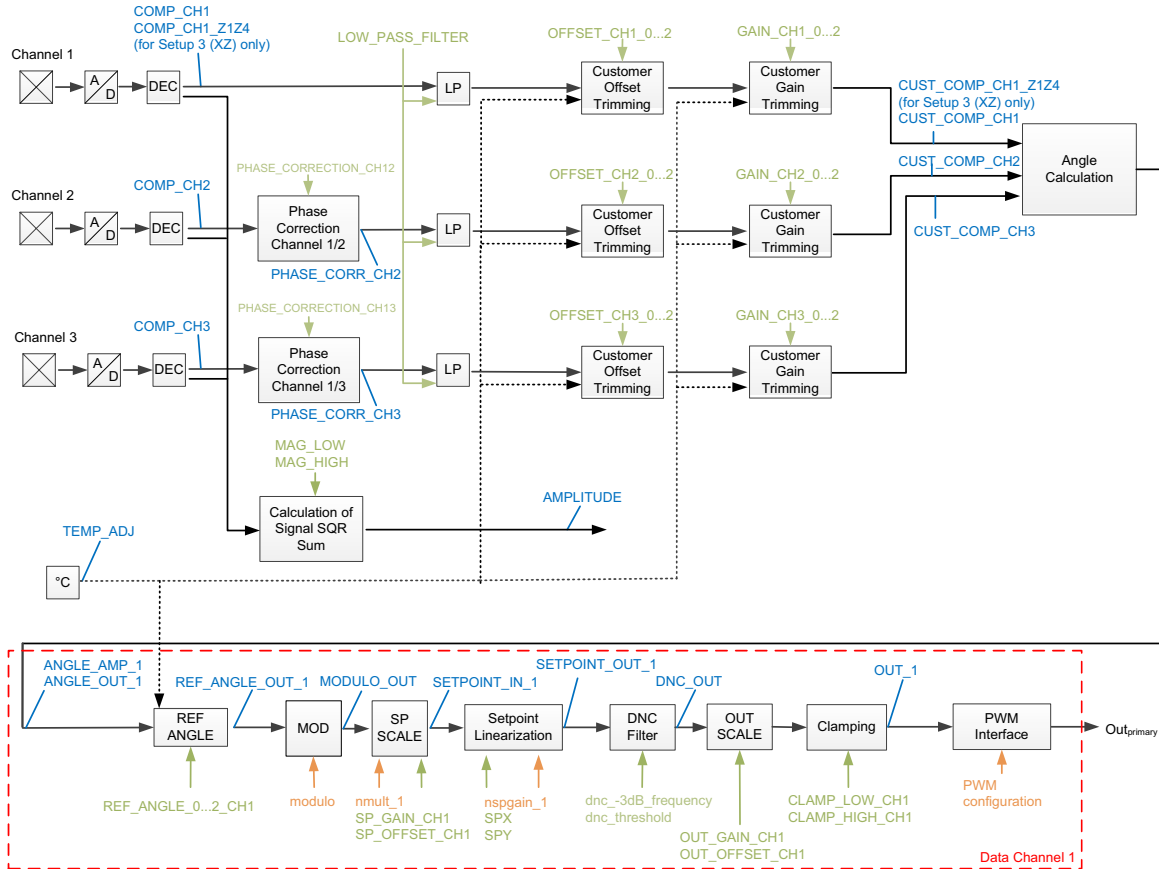 COMP_CH1
COMP_CH1_Z1Z4
(for Setup 3 (XZ) only)
LOW_PASS_FILTER
OFFSET_CH1_0...2
GAIN_CH1_0...2
Channel 1
A
D
DEC
LP
Customer
Offset
Trimming
Customer
Gain
Trimming
CUST_COMP_CH1_Z1Z4
(for Setup 3 (XZ) only)
CUST_COMP_CH1
CUST_COMP_CH2
CUST_COMP_CH3
Angle
Calculation
PHASE_CORRECTION_CH12
OFFSET_CH2_0...2
GAIN_CH2_0...2
COMP_CH2
Channel 2
A
D
DEC
Phase
Correction
Channel 1/2
PHASE_CORR_CH2
LP
Customer
Offset
Trimming
Customer
Gain
Trimming
PHASE_CORRECTION_CH13
OFFSET_CH3_0...2
GAIN_CH3_0...2
COMP_CH3
Channel 3
A
D
DEC
Phase
Correction
Channel 1/3
PHASE_CORR_CH3
LP
Customer
Offset
Trimming
Customer
Gain
Trimming
MAG_LOW
MAG_HIGH
Calculation of
Signal SQR
Sum
AMPLITUDE
TEMP_ADJ
°C
ANGLE_AMP_1
ANGLE_OUT_1
REF_ANGLE_OUT_1
MODULO_OUT
SETPOINT_IN_1
SETPOINT_OUT_1
DNC_OUT
OUT_1
REF
ANGLE
MOD
SP
SCALE
Setpoint
Linearization
DNC
Filter
OUT
SCALE
Clamping
PWM
Interface
Outprimary
REF_ANGLE_0...2_CH1
modulo
nmult_1
SP_GAIN_CH1
SP_OFFSET_CH1
nspgain_1
SPX
SPY
dnc_-3dB_frequency
dnc_threshold
OUT_GAIN_CH1
OUT_OFFSET_CH1
CLAMP_LOW_CH1
CLAMP_HIGH_CH1
PWM
configuration
Data Channel 1